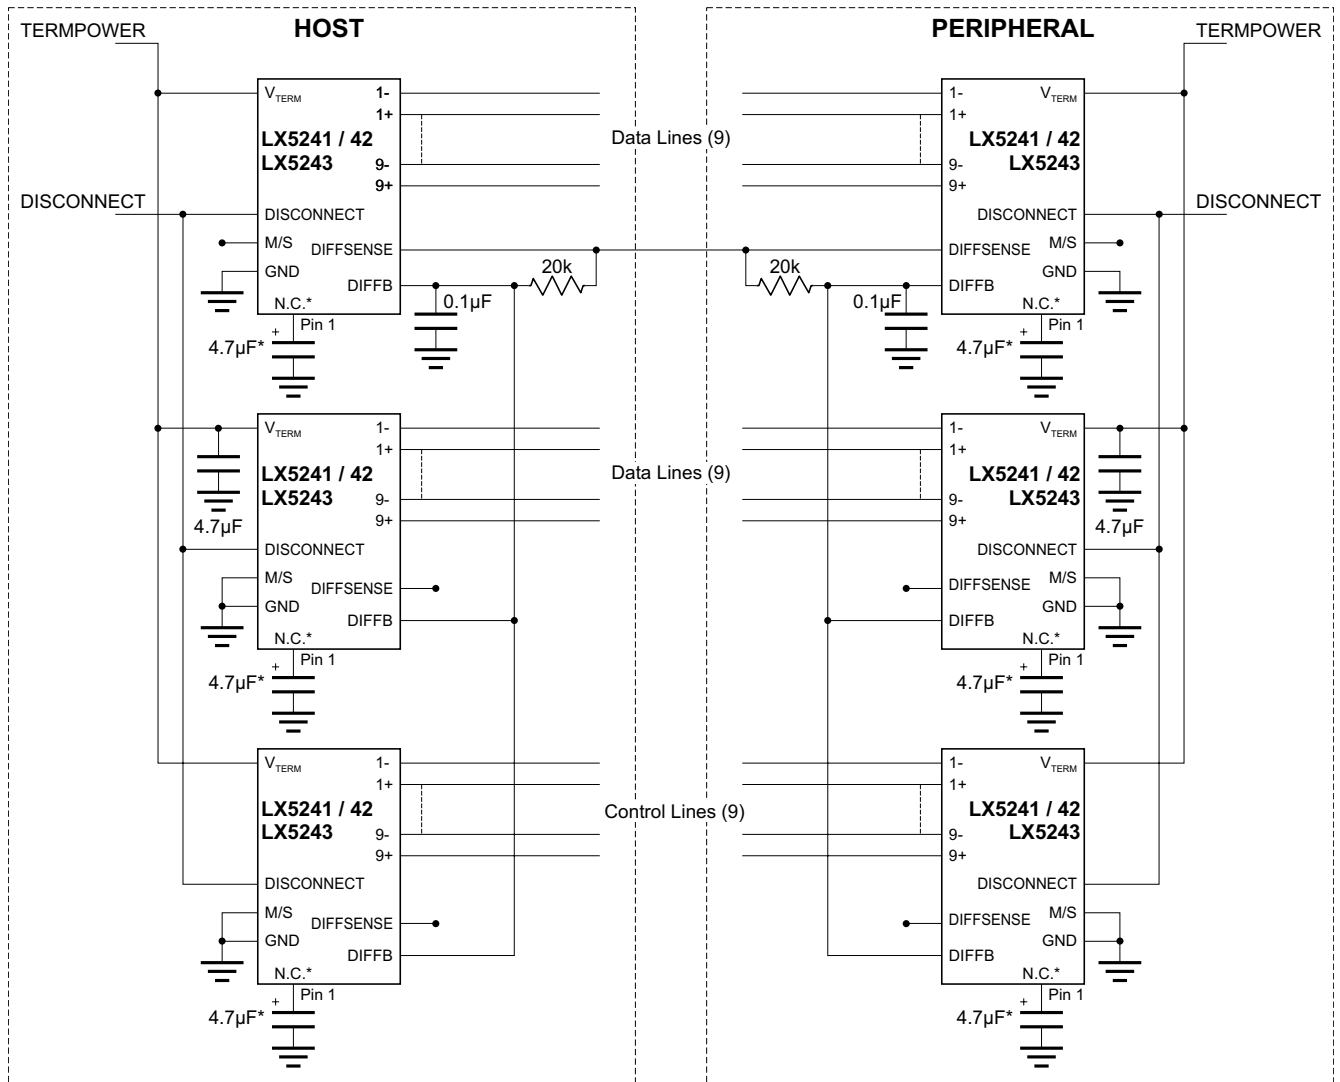 HOST
PERIPHERAL
TERMPOWER
TERMPOWER
VTERM
1-
1+
LX5241 / 42
LX5243
9-
9+
DISCONNECT
DISCONNECT
M/S
DIFFSENSE
GND
DIFFB
N.C.*
Pin 1
+
4.7µF*
20k
0.1µF
Data Lines (9)
1-
VTERM
1+
LX5241 / 42
LX5243
9-
9+
DISCONNECT
DISCONNECT
M/S
DIFFSENSE
GND
DIFFB
N.C.*
Pin 1
+
4.7µF*
20k
0.1µF
VTERM
1-
1+
LX5241 / 42
LX5243
9-
9+
4.7µF
DISCONNECT
M/S
DIFFSENSE
GND
DIFFB
N.C.*
Pin 1
+
4.7µF*
Data Lines (9)
1-
VTERM
1+
LX5241 / 42
LX5243
9-
9+
4.7µF
DISCONNECT
DIFFSENSE
M/S
GND
DIFFB
N.C.*
Pin 1
+
4.7µF*
VTERM
1-
1+
LX5241 / 42
LX5243
9-
9+
DISCONNECT
M/S
DIFFSENSE
GND
DIFFB
N.C.*
Pin 1
+
4.7µF*
Control Lines (9)
1-
VTERM
1+
LX5241 / 42
LX5243
9-
9+
DISCONNECT
DIFFSENSE
M/S
GND
DIFFB
N.C.*
Pin 1
+
4.7µF*